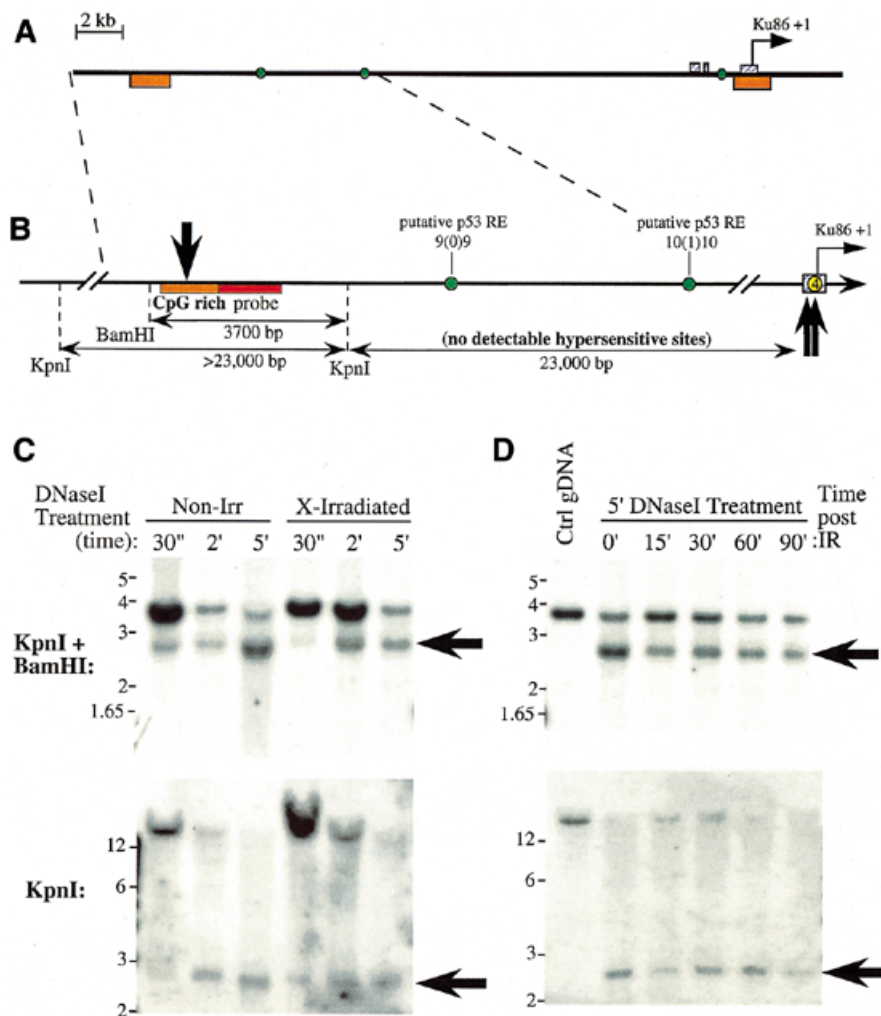 A
2 kb
Ku86 +1
B
putative p53 RE
9(0)9
putative p53 RE
10(1)10
Ku86 +1
4
CpG rich probe
BamHI
3700 bp
(no detectable hypersensitive sites)
KpnI
>23,000 bp
KpnI
23,000 bp
C
DNaseI
Treatment
(time):
Non-Irr
X-Irradiated
30" 2' 5' 30" 2' 5'
5-
4-
3-
2-
1.65-
KpnI +
BamHI:
12-
6-
3-
2-
KpnI:
D
Ctrl gDNA
5' DNaseI Treatment
Time
post
:IR
0' 15' 30' 60' 90'
5-
4-
3-
2-
1.65-
12-
6-
3-
2-